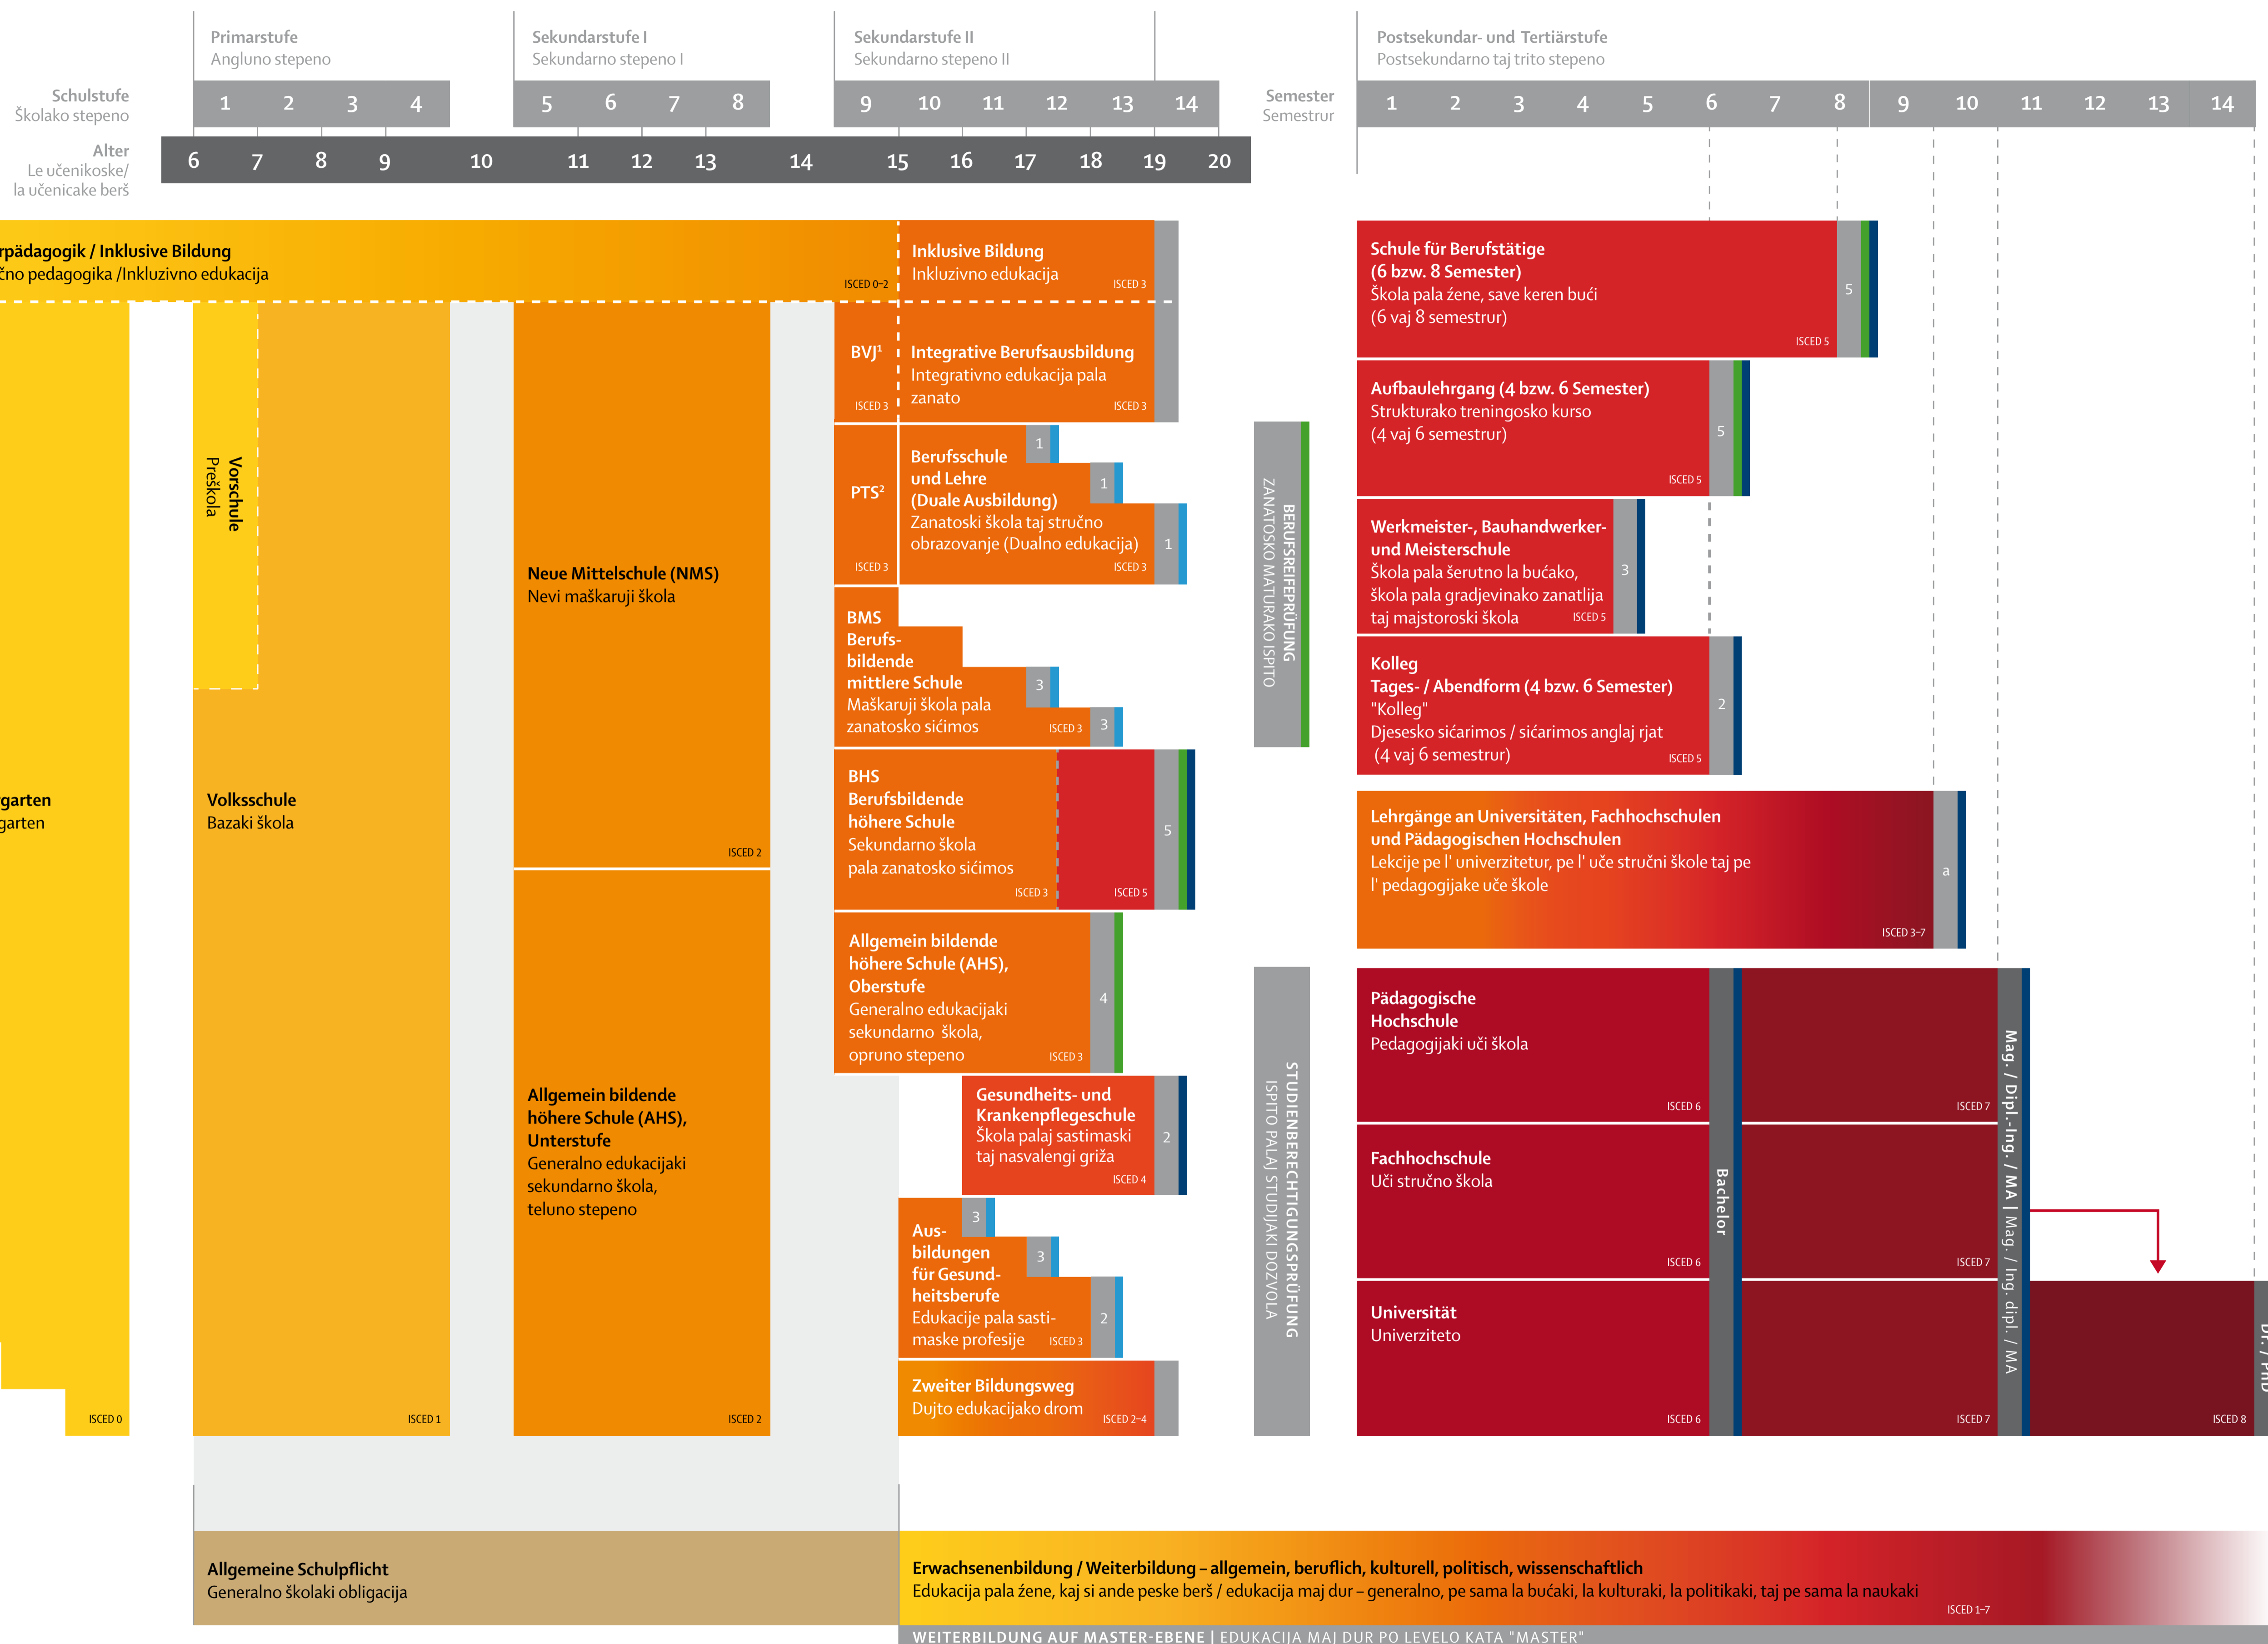 Primarstufe
Angluno stepeno
Sekundarstufe I
Sekundarno stepeno I
Sekundarstufe II
Sekundarno stepeno II
Postsekundar- und Tertiärstufe
Postsekundarno taj trito stepeno
Schulstufe
Školako stepeno
1 2 3 4 5 6 7 8 9 10 11 12 13 14
Semester
Semestrur
1 2 3 4 5 6 7 8 9 10 11 12 13 14
Alter
Le učenikoske/
la učenicake berš
6 7 8 9 10 11 12 13 14 15 16 17 18 19 20
rpädagogik / Inklusive Bildung
čno pedagogika /Inkluzivno edukacija
ISCED 0–2
Inklusive Bildung
Inkluzivno edukacija
ISCED 3
BVJ¹
ISCED 3
Integrative Berufsausbildung
Integrativno edukacija pala
zanato
ISCED 3
garten
garten
ISCED 0
Vorschule
Preškola
Volksschule
Bazaki škola
ISCED 1
Neue Mittelschule (NMS)
Nevi maškaruji škola
ISCED 2
Allgemein bildende
höhere Schule (AHS),
Unterstufe
Generalno edukacijaki
sekundarno škola,
teluno stepeno
ISCED 2
PTS²
ISCED 3
Berufsschule
und Lehre
(Duale Ausbildung)
Zanatoski škola taj stručno
obrazovanje (Dualno edukacija)
ISCED 3
1
1
1
BMS
Berufs-
bildende
mittlere Schule
Maškaruji škola pala
zanatosko sićimos
ISCED 3
3
3
BHS
Berufsbildende
höhere Schule
Sekundarno škola
pala zanatosko sićimos
ISCED 3
ISCED 5
5
Allgemein bildende
höhere Schule (AHS),
Oberstufe
Generalno edukacijaki
sekundarno škola,
opruno stepeno
ISCED 3
4
Gesundheits- und
Krankenpflegeschule
Škola palaj sastimaski
taj nasvalengi griža
ISCED 4
2
Aus-
bildungen
für Gesund-
heitsberufe
Edukacije pala sasti-
maske profesije
ISCED 3
3
3
2
Zweiter Bildungsweg
Dujto edukacijako drom
ISCED 2–4
BERUFSREIFEPRÜFUNG
ZANATOSKO MATURAKO ISPITO
STUDIENBERECHTIGUNGSPRÜFUNG
ISPITO PALAJ STUDIJAKI DOZVOLA
Schule für Berufstätige
(6 bzw. 8 Semester)
Škola pala źene, save keren bući
(6 vaj 8 semestrur)
ISCED 5
5
Aufbaulehrgang (4 bzw. 6 Semester)
Strukturako treningosko kurso
(4 vaj 6 semestrur)
ISCED 5
5
Werkmeister-, Bauhandwerker-
und Meisterschule
Škola pala šerutno la bućako,
škola pala gradjevinako zanatlija
taj majstoroski škola
ISCED 5
3
Kolleg
Tages- / Abendform (4 bzw. 6 Semester)
"Kolleg"
Djesesko sićarimos / sićarimos anglaj rjat
(4 vaj 6 semestrur)
ISCED 5
2
Lehrgänge an Universitäten, Fachhochschulen
und Pädagogischen Hochschulen
Lekcije pe l' univerzitetur, pe l' uče stručni škole taj pe
l' pedagogijake uče škole
ISCED 3–7
a
Pädagogische
Hochschule
Pedagogijaki uči škola
ISCED 6
ISCED 7
Fachhochschule
Uči stručno škola
ISCED 6
ISCED 7
Universität
Univerziteto
ISCED 6
ISCED 7
ISCED 8
Bachelor
Mag. / Dipl.-Ing. / MA | Mag. / Ing. dipl. / MA
Dr. / PhD
Allgemeine Schulpflicht
Generalno školaki obligacija
Erwachsenenbildung / Weiterbildung – allgemein, beruflich, kulturell, politisch, wissenschaftlich
Edukacija pala źene, kaj si ande peske berš / edukacija maj dur – generalno, pe sama la bućaki, la kulturaki, la politikaki, taj pe sama la naukaki
ISCED 1–7
WEITERBILDUNG AUF MASTER-EBENE | EDUKACIJA MAJ DUR PO LEVELO KATA "MASTER"